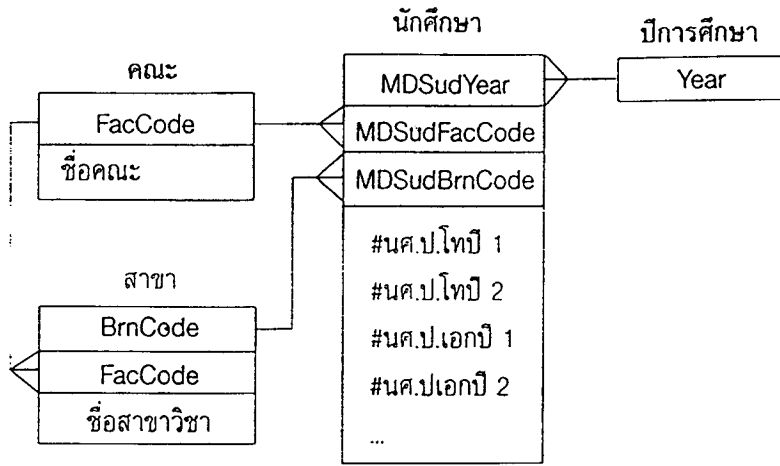 นักศึกษา
ปีการศึกษา
คณะ
MDSudYear
Year
FacCode
MDSudFacCode
ชื่อคณะ
MDSudBrnCode
#นศ.ป.โทปี 1
สาขา
#นศ.ป.โทปี 2
BrnCode
#นศ.ป.เอกปี 1
FacCode
#นศ.ปเอกปี 2
ชื่อสาขาวิชา
...